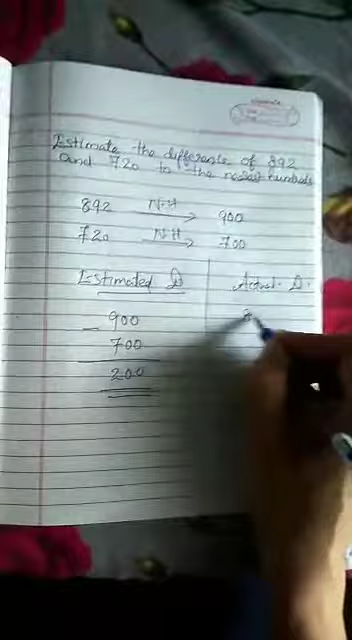 Estimate the difference of 892
and 720 to the nearest hundreds
892 N.H → 900
720 N.H → 700
Estimated D
Actual. D.
- 900
700
200
8